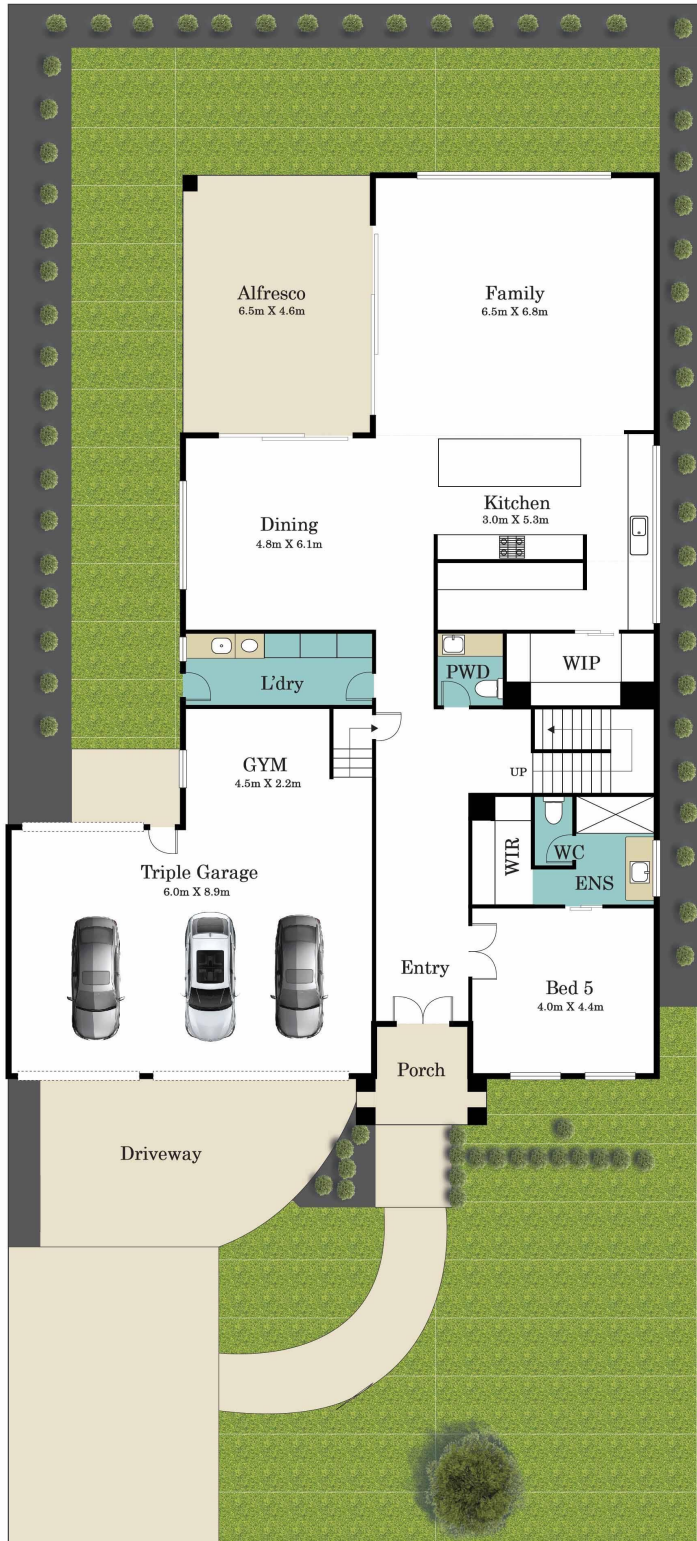 Alfresco
6.5m X 4.6m
Family
6.5m X 6.8m
Kitchen
3.0m X 5.3m
Dining
4.8m X 6.1m
L'dry
PWD
WIP
GYM
4.5m X 2.2m
UP
Triple Garage
6.0m X 8.9m
WIR
WC
ENS
Entry
Bed 5
4.0m X 4.4m
Porch
Driveway